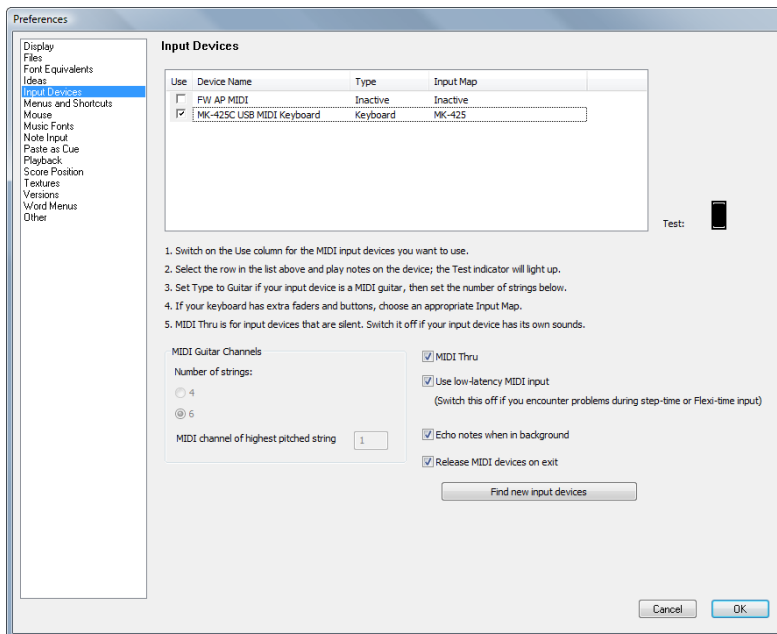 Preferences
Display
Files
Font Equivalents
Ideas
Input Devices
Menus and Shortcuts
Mouse
Music Fonts
Note Input
Paste as Cue
Playback
Score Position
Textures
Versions
Word Menus
Other
Input Devices
Use Device Name Type Input Map
FW AP MIDI Inactive Inactive
MK-425C USB MIDI Keyboard Keyboard MK-425
Test:
1. Switch on the Use column for the MIDI input devices you want to use.
2. Select the row in the list above and play notes on the device; the Test indicator will light up.
3. Set Type to Guitar if your input device is a MIDI guitar, then set the number of strings below.
4. If your keyboard has extra faders and buttons, choose an appropriate Input Map.
5. MIDI Thru is for input devices that are silent. Switch it off if your input device has its own sounds.
MIDI Guitar Channels
Number of strings:
4
6
MIDI channel of highest pitched string 1
MIDI Thru
Use low-latency MIDI input
(Switch this off if you encounter problems during step-time or Flexi-time input)
Echo notes when in background
Release MIDI devices on exit
Find new input devices
Cancel OK